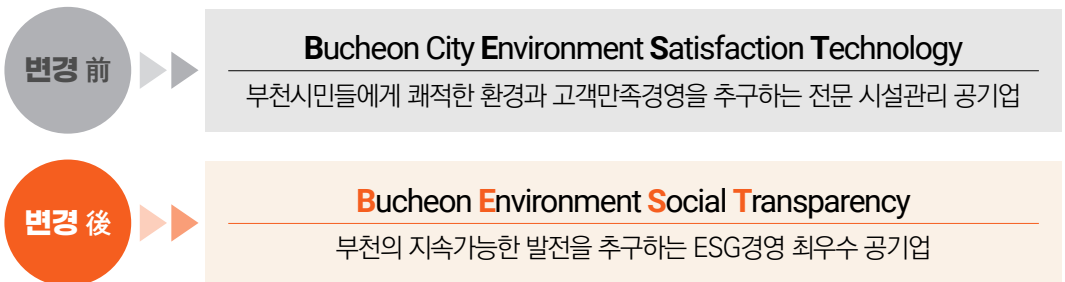 변경 前
Bucheon City Environment Satisfaction Technology
부천시민들에게 쾌적한 환경과 고객만족경영을 추구하는 전문 시설관리 공기업
변경 後
Bucheon Environment Social Transparency
부천의 지속가능한 발전을 추구하는 ESG경영 최우수 공기업